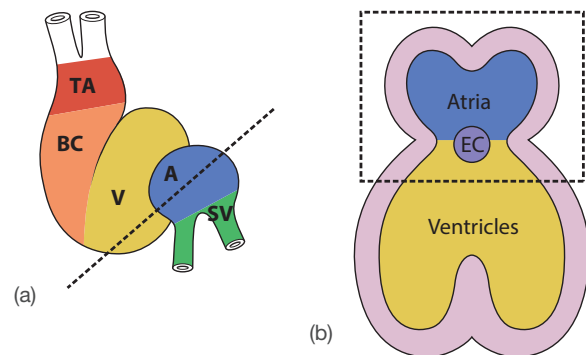 TA
BC
V
A
SV
(a)
Atria
EC
Ventricles
(b)